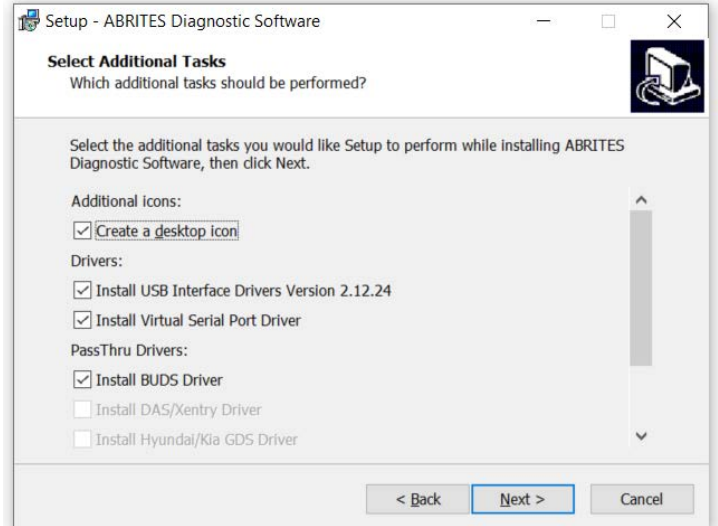 Setup - ABRITES Diagnostic Software
Select Additional Tasks
Which additional tasks should be performed?
Select the additional tasks you would like Setup to perform while installing ABRITES
Diagnostic Software, then click Next.
Additional icons:
Create a desktop icon
Drivers:
Install USB Interface Drivers Version 2.12.24
Install Virtual Serial Port Driver
PassThru Drivers:
Install BUDS Driver
Install DAS/Xentry Driver
Install Hyundai/Kia GDS Driver
< Back Next > Cancel